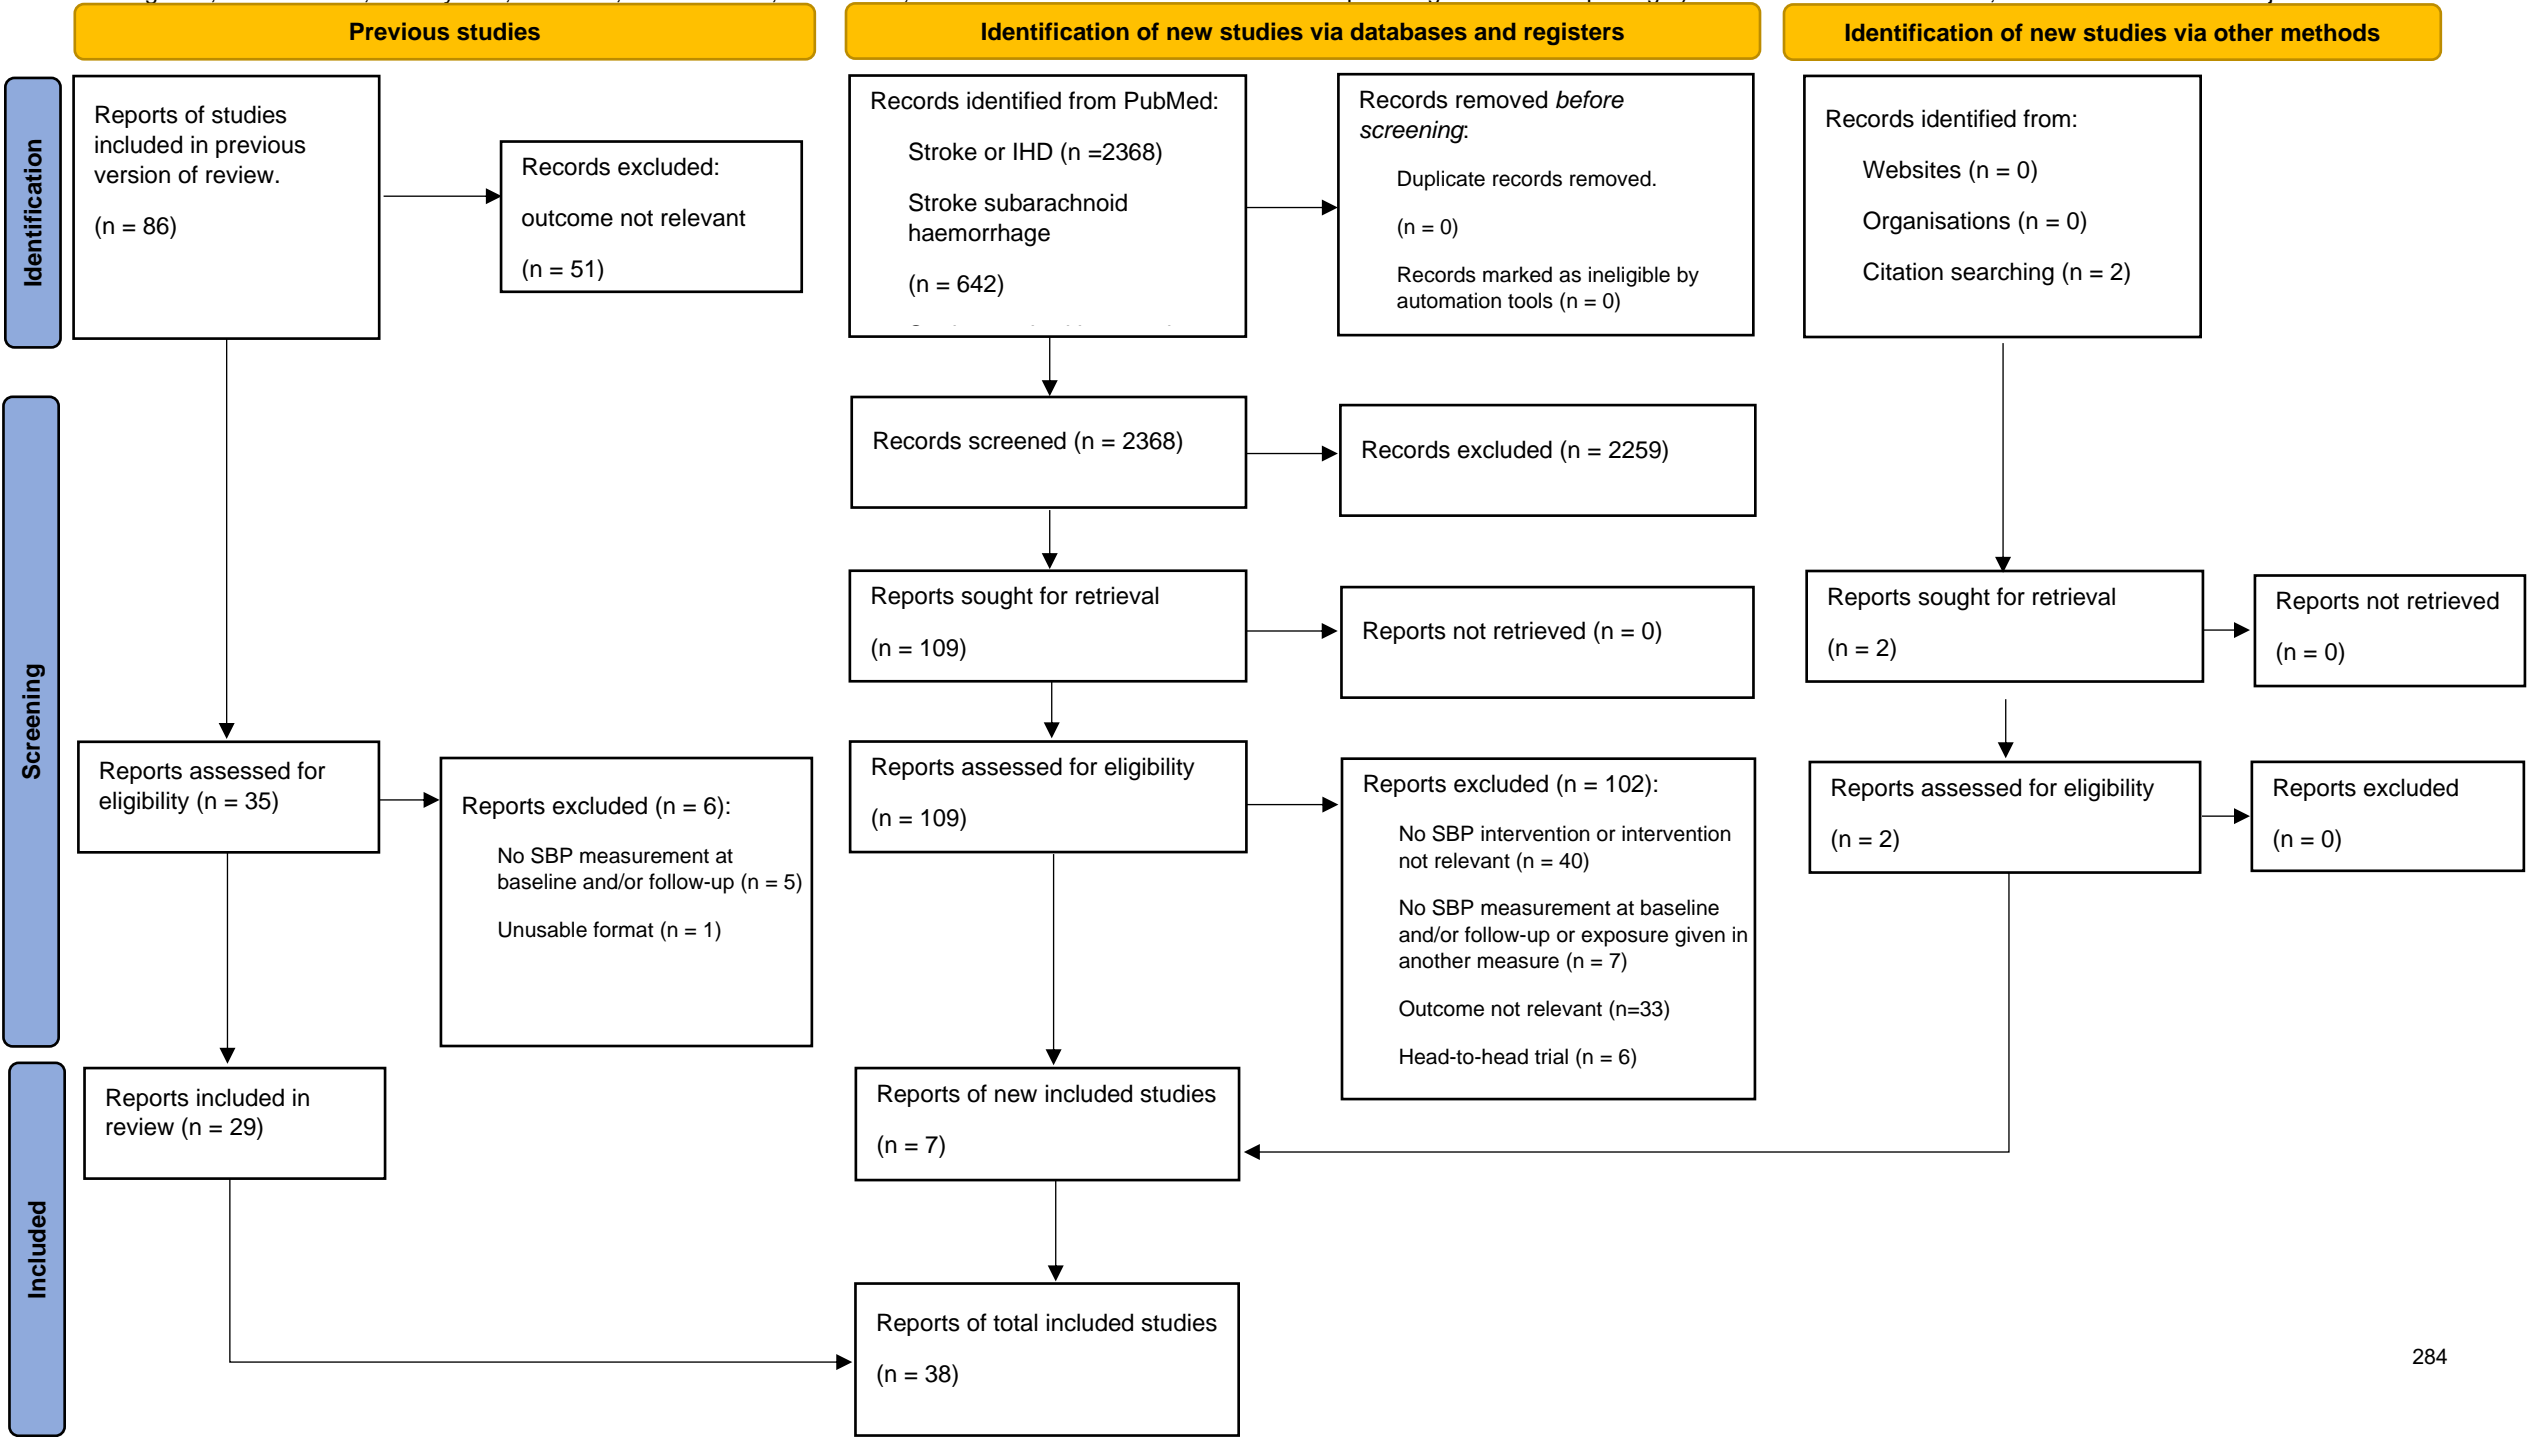 Previous studies
Identification of new studies via databases and registers
Identification of new studies via other methods
Identification
Reports of studies
included in previous
version of review.
(n = 86)
Records excluded:
outcome not relevant
(n = 51)
Records identified from PubMed:
Stroke or IHD (n =2368)
Stroke subarachnoid
haemorrhage
(n = 642)
Records removed before
screening:
Duplicate records removed.
(n = 0)
Records marked as ineligible by
automation tools (n = 0)
Records identified from:
Websites (n = 0)
Organisations (n = 0)
Citation searching (n = 2)
Screening
Records screened (n = 2368)
Records excluded (n = 2259)
Reports sought for retrieval
(n = 109)
Reports not retrieved (n = 0)
Reports sought for retrieval
(n = 2)
Reports not retrieved
(n = 0)
Reports assessed for
eligibility (n = 35)
Reports excluded (n = 6):
No SBP measurement at
baseline and/or follow-up (n = 5)
Unusable format (n = 1)
Reports assessed for eligibility
(n = 109)
Reports excluded (n = 102):
No SBP intervention or intervention
not relevant (n = 40)
No SBP measurement at baseline
and/or follow-up or exposure given in
another measure (n = 7)
Outcome not relevant (n=33)
Head-to-head trial (n = 6)
Reports assessed for eligibility
(n = 2)
Reports excluded
(n = 0)
Included
Reports included in
review (n = 29)
Reports of new included studies
(n = 7)
Reports of total included studies
(n = 38)
284